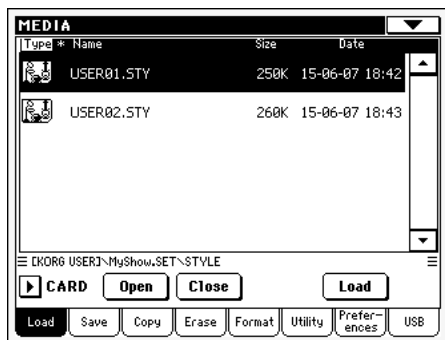 MEDIA
Type * Name Size Date
USER01.STY 250K 15-06-07 18:42
USER02.STY 260K 15-06-07 18:43
[KORG USER]\MyShow.SET\STYLE
CARD Open Close Load
Load Save Copy Erase Format Utility Prefer-
ences USB